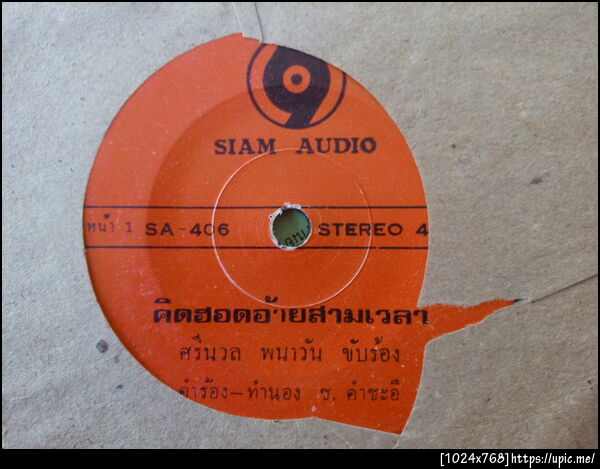 SIAM AUDIO
หน้า 1 SA-406 STEREO 4
คิดฮอดอ้ายสามเวลา
ศรีนวล พนาวัน ขับร้อง
คำร้อง-ทำนอง ช. คำชะอี
[1024x768]https://upic.me/